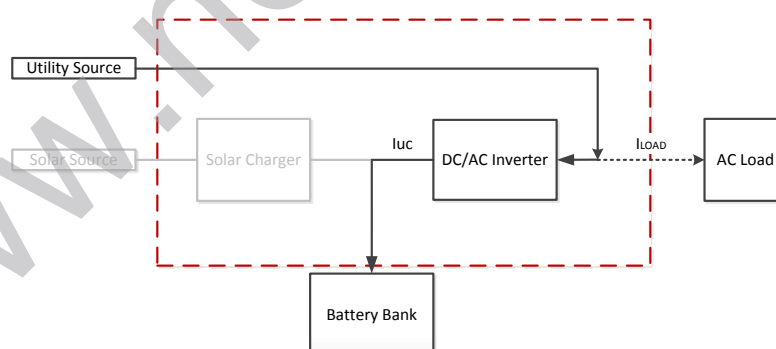 Utility Source
Solar Source
Solar Charger
Iuc
DC/AC Inverter
ILOAD
AC Load
Battery Bank